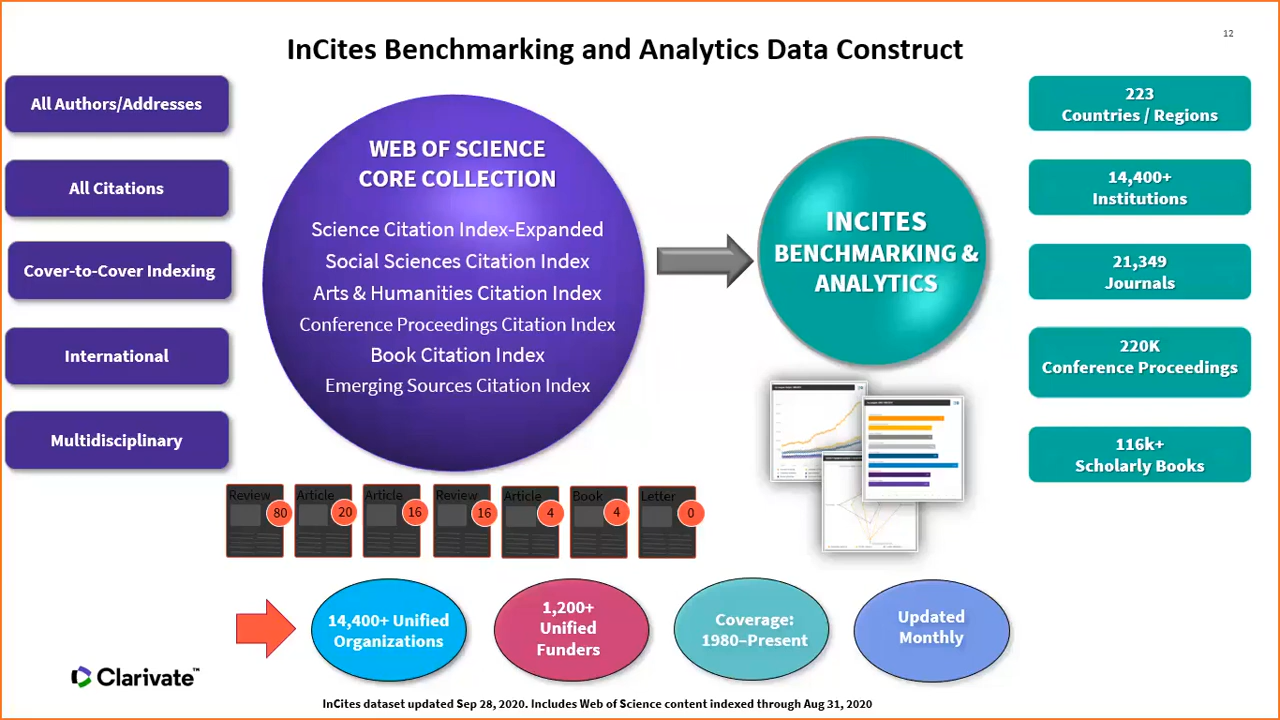 12
InCites Benchmarking and Analytics Data Construct
All Authors/Addresses
All Citations
Cover-to-Cover Indexing
International
Multidisciplinary
WEB OF SCIENCE
CORE COLLECTION
Science Citation Index-Expanded
Social Sciences Citation Index
Arts & Humanities Citation Index
Conference Proceedings Citation Index
Book Citation Index
Emerging Sources Citation Index
INCITES
BENCHMARKING &
ANALYTICS
223
Countries / Regions
14,400+
Institutions
21,349
Journals
220K
Conference Proceedings
116k+
Scholarly Books
Review
80
Article
20
Article
16
Review
16
Article
4
Book
4
Letter
0
14,400+ Unified
Organizations
1,200+
Unified
Funders
Coverage:
1980–Present
Updated
Monthly
Clarivate™
InCites dataset updated Sep 28, 2020. Includes Web of Science content indexed through Aug 31, 2020